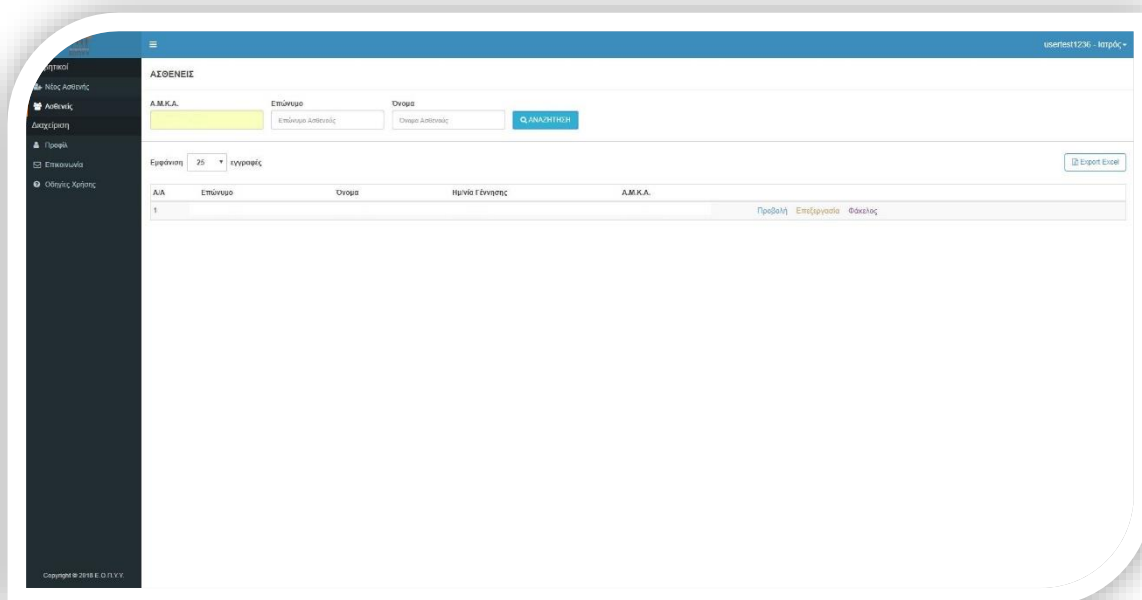 usertest1236 - Ιατρός
Νέος Ασθενής
Ασθενείς
Διαχείριση
Προφίλ
Επικοινωνία
Οδηγίες Χρήσης
Copyright © 2018 Ε.Ο.Π.Υ.Υ.
ΑΣΘΕΝΕΙΣ
Α.Μ.Κ.Α. Επώνυμο Όνομα
Επώνυμο Ασθενούς Όνομα Ασθενούς ΑΝΑΖΗΤΗΣΗ
Εμφάνιση 25 εγγραφές Export Excel
Α/Α Επώνυμο Όνομα Ημ/νία Γέννησης Α.Μ.Κ.Α.
1 Προβολή Επεξεργασία Φάκελος